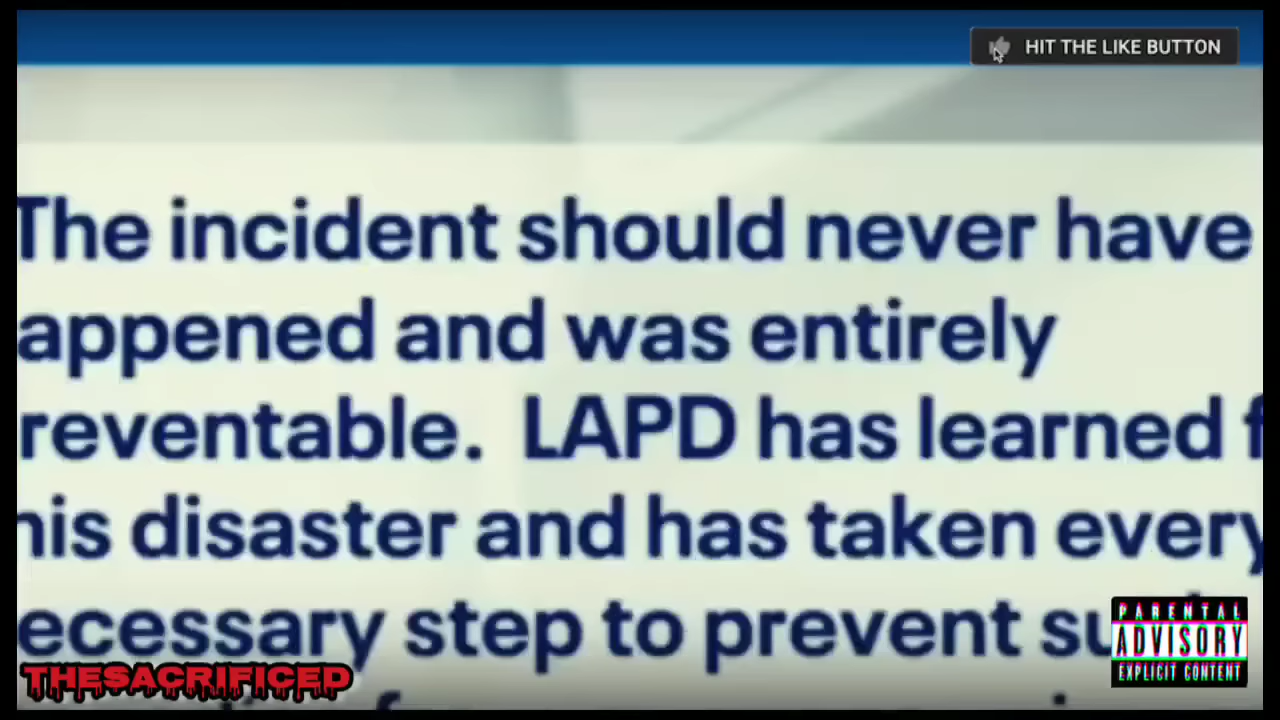 HIT THE LIKE BUTTON
The incident should never have
appened and was entirely
reventable. LAPD has learned f
his disaster and has taken every
ecessary step to prevent su
THESACRIFICED
PARENTAL
ADVISORY
EXPLICIT CONTENT